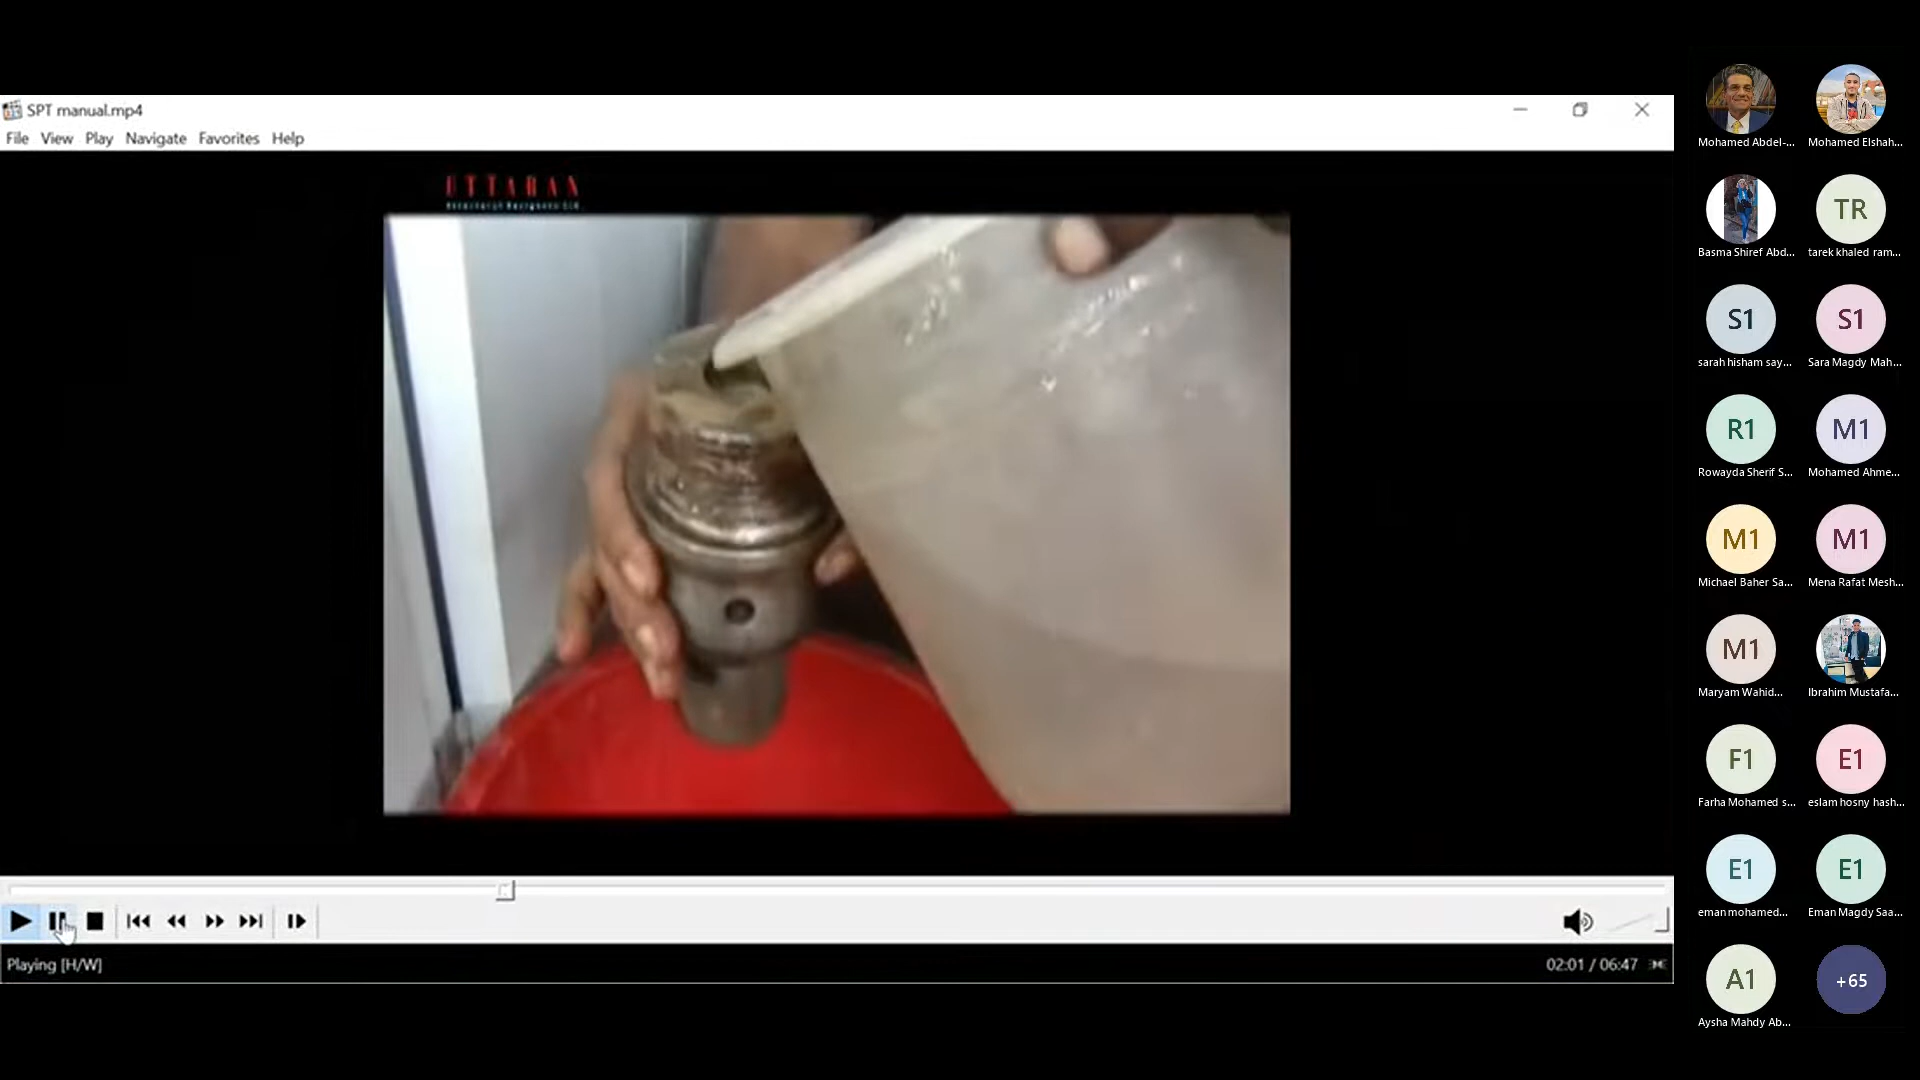 SPT manual.mp4
File View Play Navigate Favorites Help
UTTARAN
Playing [H/W]
02:01 / 06:47
Mohamed Abdel-...
Mohamed Elshah...
Basma Shiref Abd...
TR
tarek khaled ram...
S1
sarah hisham say...
S1
Sara Magdy Mah...
R1
Rowayda Sherif S...
M1
Mohamed Ahme...
M1
Michael Baher Sa...
M1
Mena Rafat Mesh...
M1
Maryam Wahid...
Ibrahim Mustafa...
F1
Farha Mohamed s...
E1
eslam hosny hash...
E1
eman mohamed...
E1
Eman Magdy Saa...
A1
Aysha Mahdy Ab...
+65